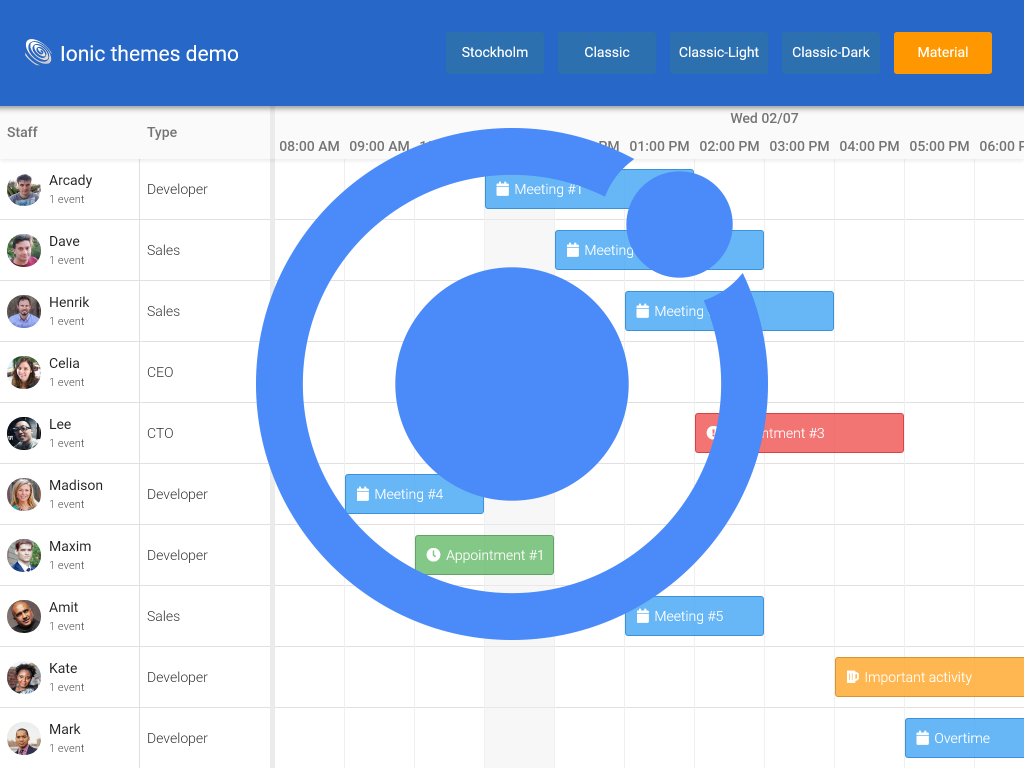 Ionic themes demo
Stockholm
Classic
Classic-Light
Classic-Dark
Material
Staff
Type
Wed 02/07
08:00 AM 09:00 AM PM 01:00 PM 02:00 PM 03:00 PM 04:00 PM 05:00 PM 06:00
Arcady
1 event
Developer
Meeting #1
Dave
1 event
Sales
Meeting
Henrik
1 event
Sales
Meeting
Celia
1 event
CEO
Lee
1 event
CTO
ntment #3
Madison
1 event
Developer
Meeting #4
Maxim
1 event
Developer
Appointment #1
Amit
1 event
Sales
Meeting #5
Kate
1 event
Developer
Important activity
Mark
1 event
Developer
Overtime